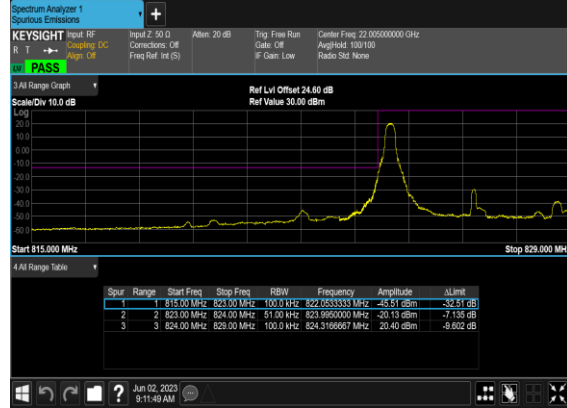 Spectrum Analyzer 1
Spurious Emissions
KEYSIGHT Input: RF Input Z: 50 Ω Atten: 20 dB Trig: Free Run Center Freq: 22.005000000 GHz
R T Coupling: DC Corrections: Off Gate: Off Avg|Hold: 100/100
Align: Off Freq Ref: Int (S) IF Gain: Low Radio Std: None
PASS
3 All Range Graph
Ref Lvl Offset 24.60 dB
Scale/Div 10.0 dB Ref Value 30.00 dBm
Log
20.0
10.0
0.00
-10.0
-20.0
-30.0
-40.0
-50.0
-60.0
Start 815.000 MHz Stop 829.000 MH
4 All Range Table
Spur Range Start Freq Stop Freq RBW Frequency Amplitude ΔLimit
1 1 815.00 MHz 823.00 MHz 100.0 kHz 822.0533333 MHz -45.51 dBm -32.51 dB
2 2 823.00 MHz 824.00 MHz 51.00 kHz 823.9950000 MHz -20.13 dBm -7.135 dB
3 3 824.00 MHz 829.00 MHz 100.0 kHz 824.3166667 MHz 20.40 dBm -9.602 dB
? Jun 02, 2023
9:11:49 AM